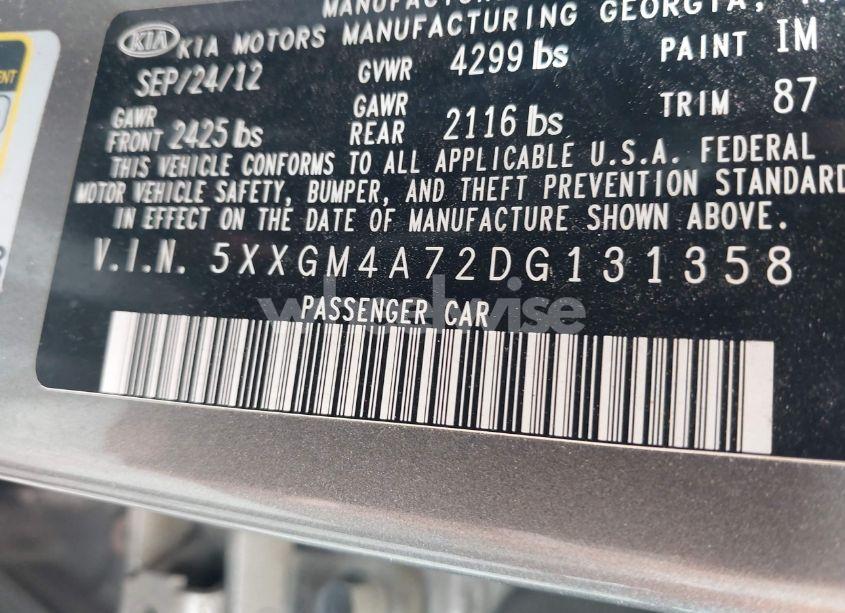 KIA KIA MOTORS MANUFACTURING GEORGIA,
SEP/24/12 GVWR 4299 lbs PAINT IM
GAWR FRONT 2425 lbs GAWR REAR 2116 lbs TRIM 87
THIS VEHICLE CONFORMS TO ALL APPLICABLE U.S.A. FEDERAL
MOTOR VEHICLE SAFETY, BUMPER, AND THEFT PREVENTION STANDARD
IN EFFECT ON THE DATE OF MANUFACTURE SHOWN ABOVE.
V.I.N. 5XXGM4A72DG131358
PASSENGER CAR